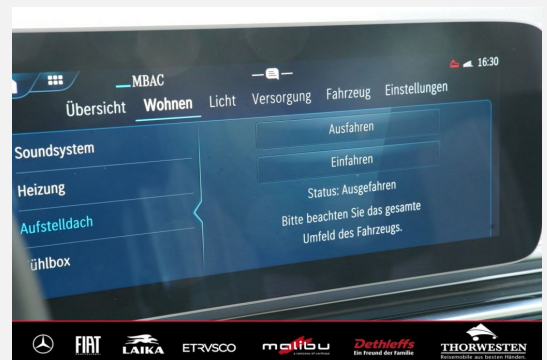 MBAC
16:30
Übersicht Wohnen Licht Versorgung Fahrzeug Einstellungen
Soundsystem
Heizung
Aufstelldach
ühlbox
Ausfahren
Einfahren
Status: Ausgefahren
Bitte beachten Sie das gesamte
Umfeld des Fahrzeugs.
FIAT
LAIKA
ETRVSCO
malibu
Dethleffs
Ein Freund der Familie
THORWESTEN
Reisemobile aus besten Händen.